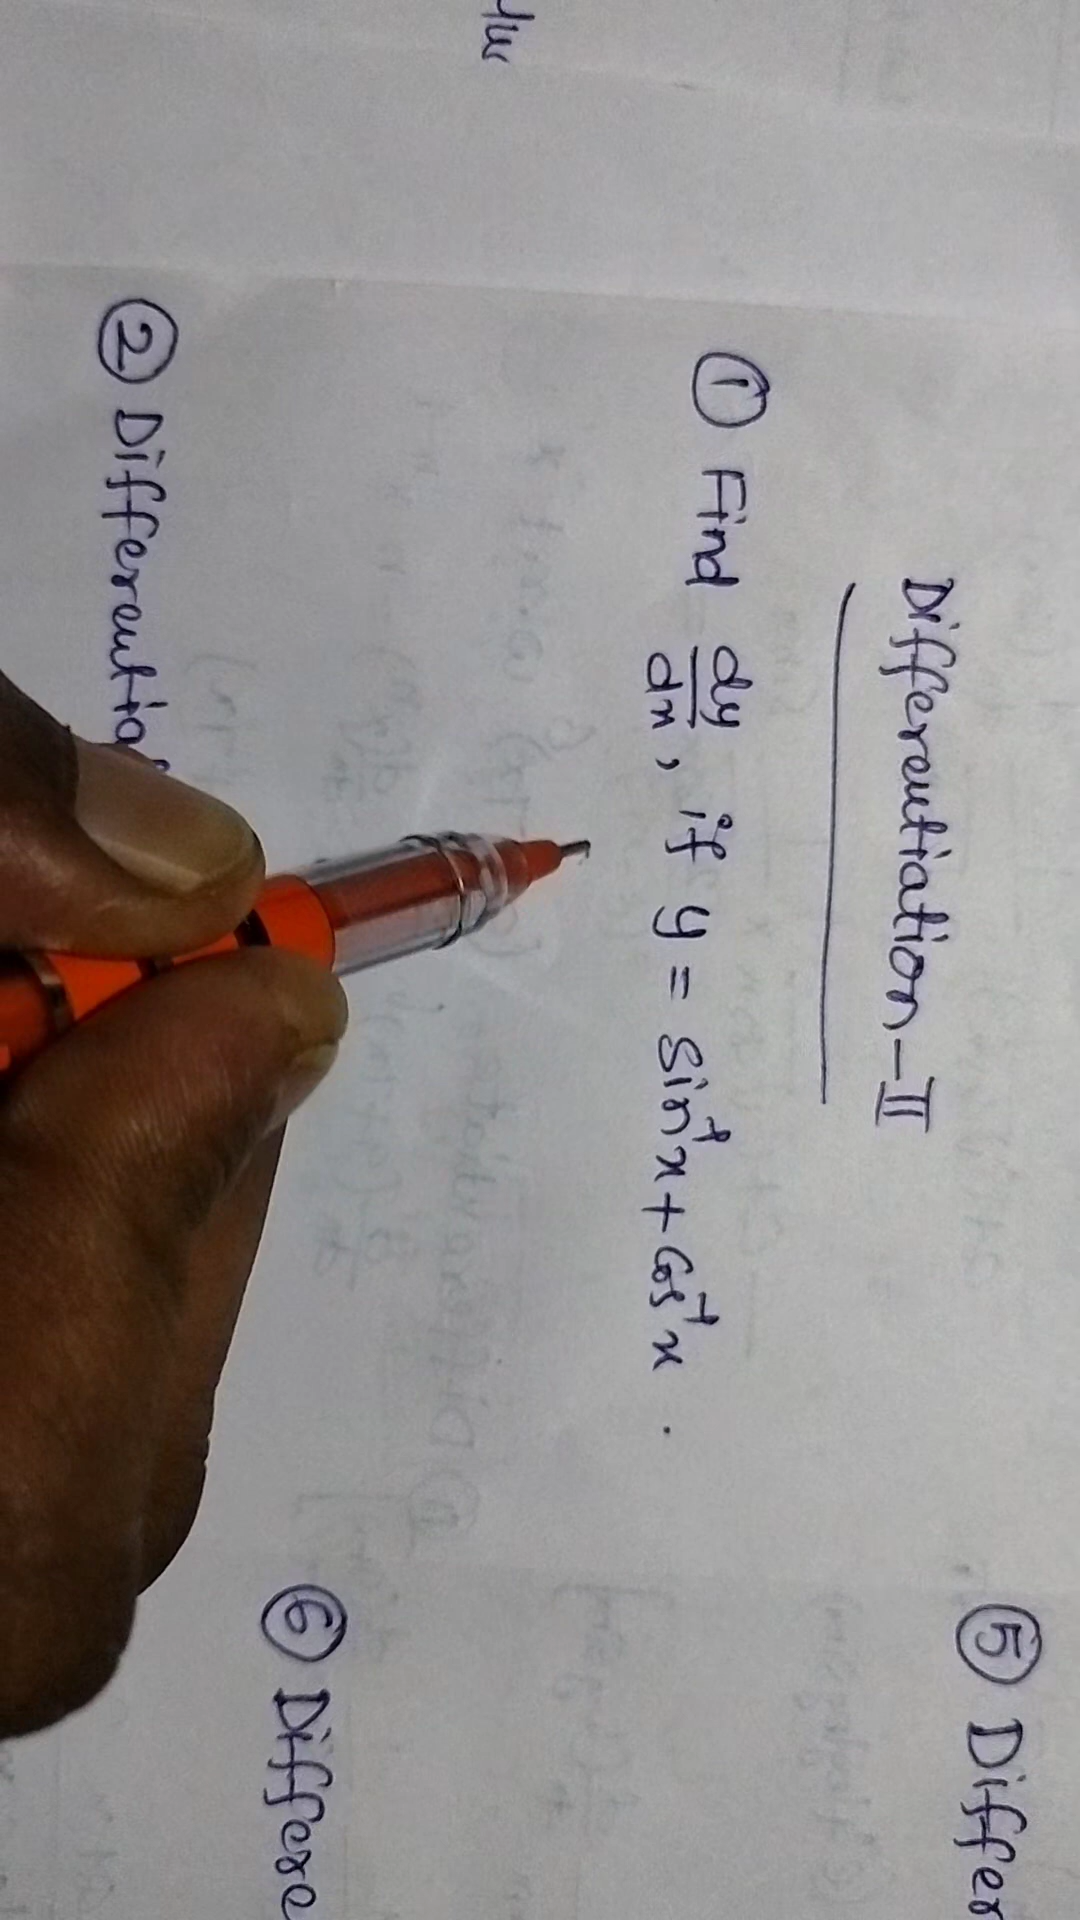 Differentiation-II
① Find dy/dx, if y = sin⁻¹x + cos⁻¹x.
② Differentia
⑤ Differ
⑥ Differe